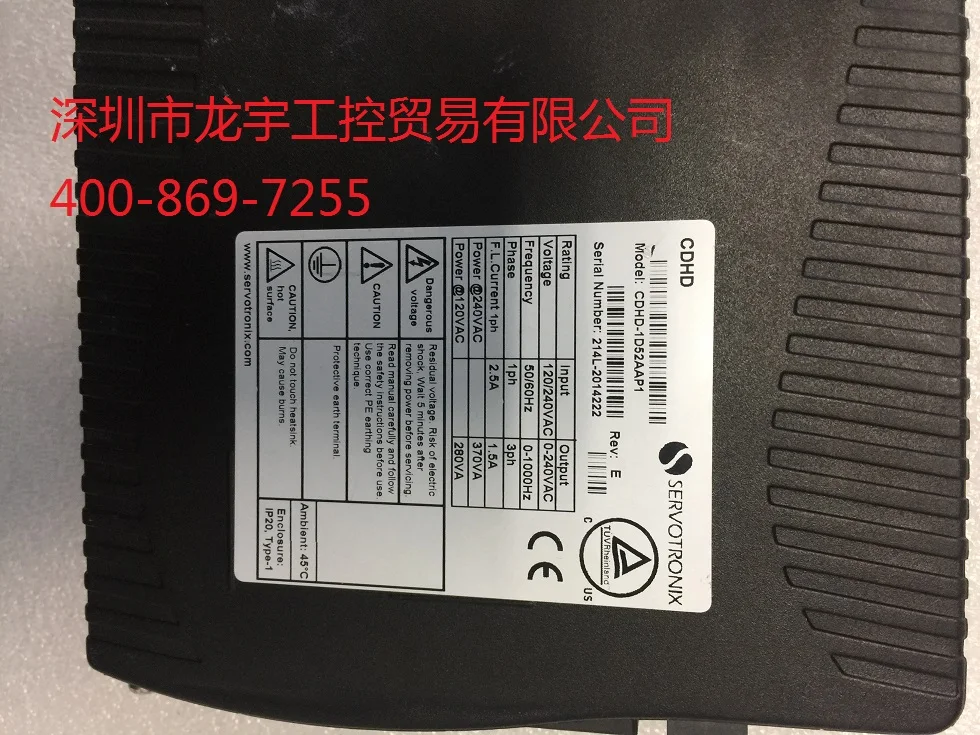 深圳市龙宇工控贸易有限公司
400-869-7255
CDHD
SERVOTRONIX
Model: CDHD-1D52AAP1
Serial Number: 214L-2014222
Rev: E
Rating Input Output
Voltage 120/240VAC 0-240VAC
Frequency 50/60Hz 0-1000Hz
Phase 1ph 3ph
F.L.Current 1ph 2.5A 1.5A
Power @240VAC 370VA
Power @120VAC 280VA
TUVRheinland
C US
CE
Dangerous
voltage
Residual voltage. Risk of electric
shock. Wait 5 minutes after
removing power before servicing.
CAUTION
Read manual carefully and follow
the safety instructions before use
Use correct PE earthing
technique
Protective earth terminal
CAUTION,
hot
surface
Do not touch heatsink.
May cause burns.
Ambient: 45°C
Enclosure:
IP20, Type-1
www.servotronix.com